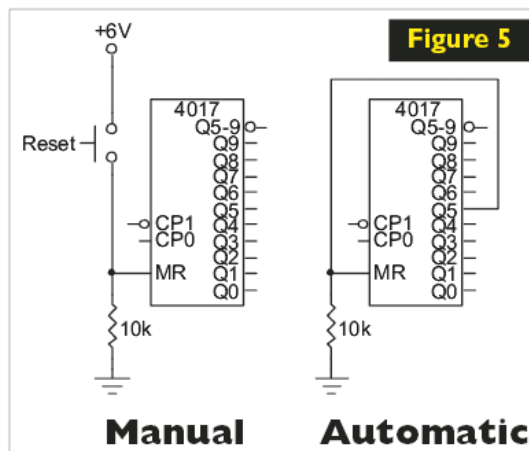 +6V
Figure 5
Reset
4017
Q5-9
Q9
Q8
Q7
Q6
Q5
Q4
Q3
Q2
Q1
Q0
CP1
CP0
MR
10k
Manual
4017
Q5-9
Q9
Q8
Q7
Q6
Q5
Q4
Q3
Q2
Q1
Q0
CP1
CP0
MR
10k
Automatic